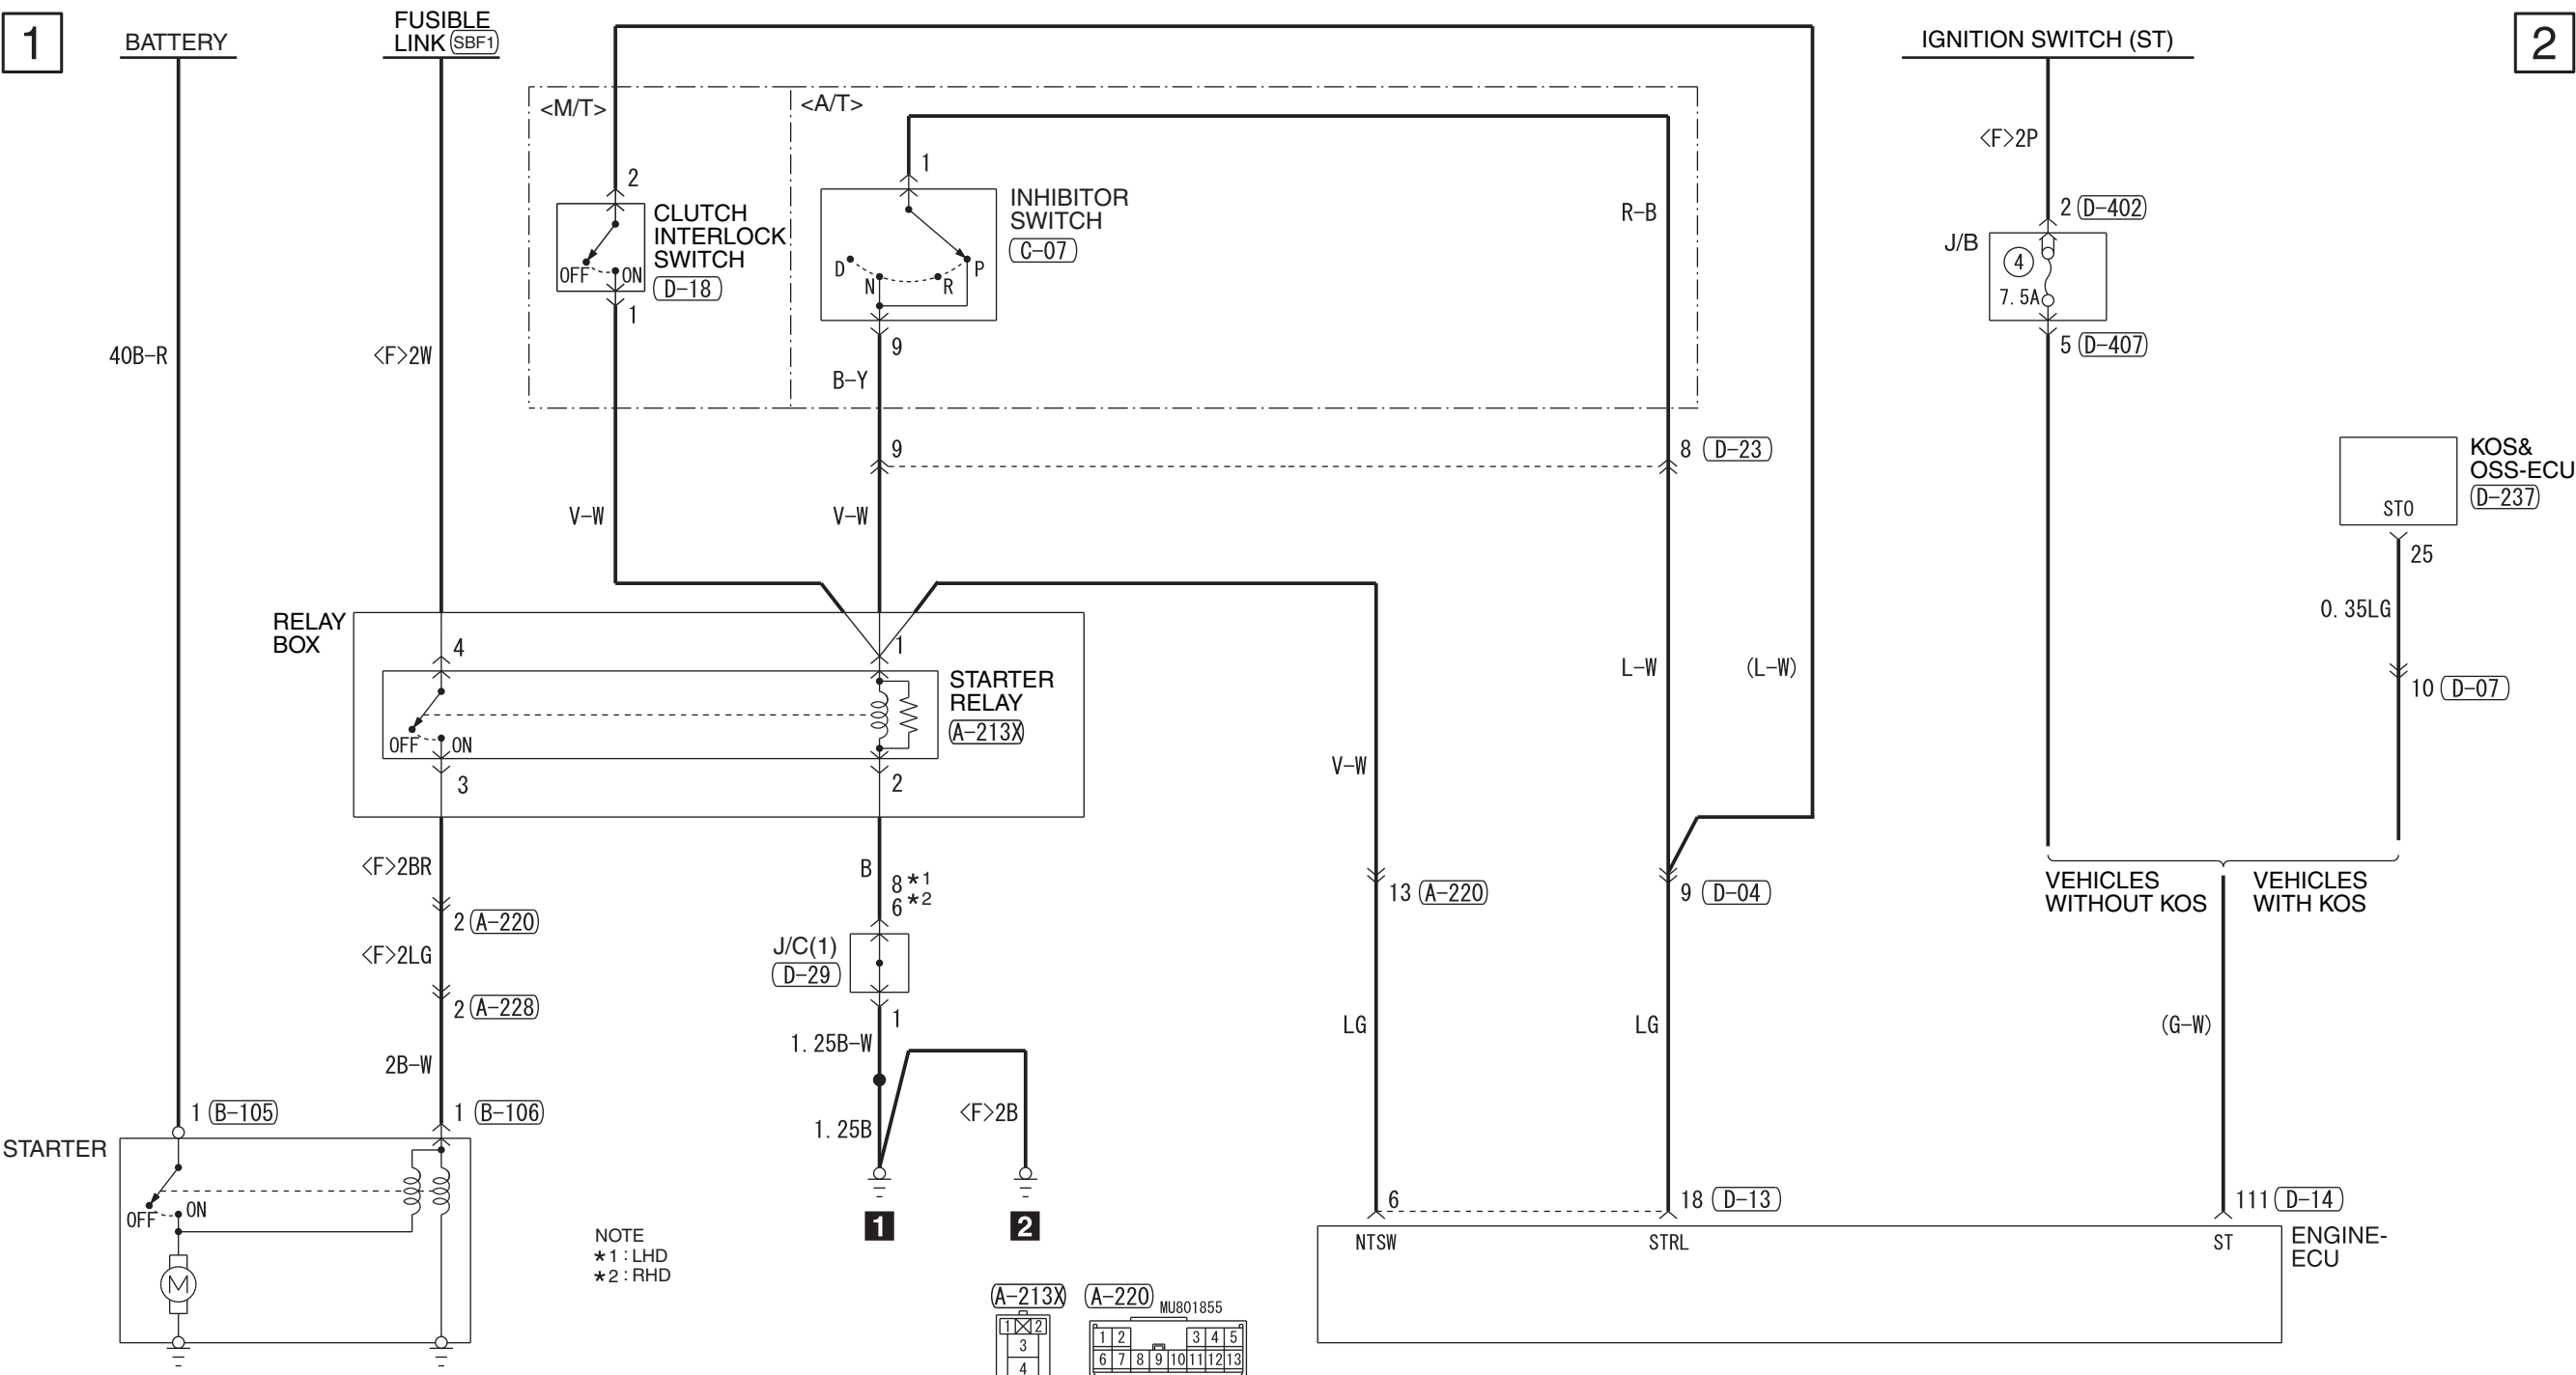 1
BATTERY
FUSIBLE
LINK SBF1
IGNITION SWITCH (ST)
2
<M/T>
<A/T>
<F>2P
2
1
CLUTCH
INTERLOCK
SWITCH
D-18
OFF
ON
1
INHIBITOR
SWITCH
C-07
D
N
R
P
9
R-B
2 D-402
J/B
4
7.5A
5 D-407
40B-R
<F>2W
B-Y
9
8 D-23
KOS&
OSS-ECU
D-237
STO
25
V-W
V-W
0.35LG
RELAY
BOX
4
1
STARTER
RELAY
A-213X
OFF
ON
3
2
L-W
(L-W)
10 D-07
V-W
<F>2BR
B
8 *1
6 *2
13 A-220
9 D-04
VEHICLES
WITHOUT KOS
VEHICLES
WITH KOS
2 A-220
<F>2LG
J/C(1)
D-29
2 A-228
1
LG
LG
(G-W)
1.25B-W
2B-W
1 B-105
1 B-106
1.25B
<F>2B
STARTER
OFF
ON
M
6
18 D-13
111 D-14
1
2
NTSW
STRL
ST
ENGINE-
ECU
NOTE
*1 : LHD
*2 : RHD
A-213X
A-220
MU801855
1 2
3
4
1 2 3 4 5
6 7 8 9 10 11 12 13